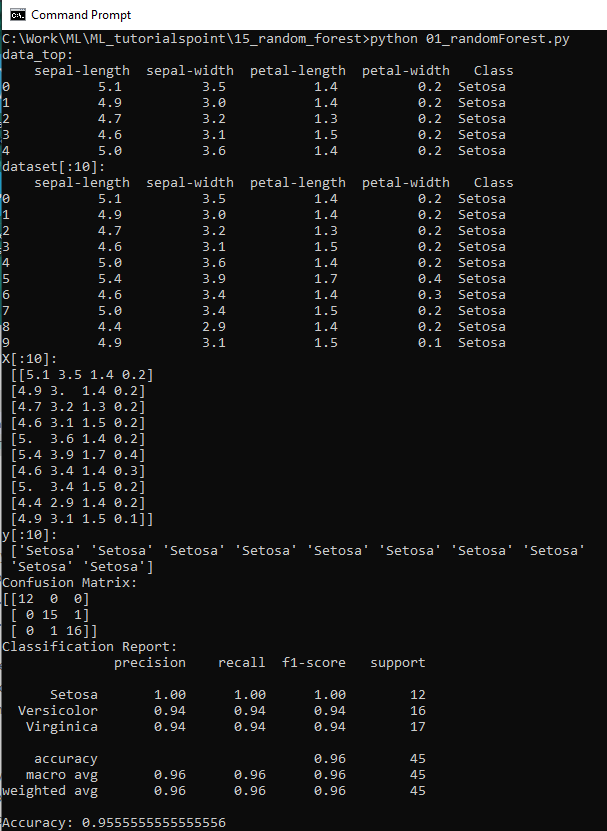 Command Prompt
C:\Work\ML\ML_tutorialspoint\15_random_forest>python 01_randomForest.py
data_top:
    sepal-length  sepal-width  petal-length  petal-width   Class
0            5.1          3.5           1.4          0.2  Setosa
1            4.9          3.0           1.4          0.2  Setosa
2            4.7          3.2           1.3          0.2  Setosa
3            4.6          3.1           1.5          0.2  Setosa
4            5.0          3.6           1.4          0.2  Setosa
dataset[:10]:
    sepal-length  sepal-width  petal-length  petal-width   Class
0            5.1          3.5           1.4          0.2  Setosa
1            4.9          3.0           1.4          0.2  Setosa
2            4.7          3.2           1.3          0.2  Setosa
3            4.6          3.1           1.5          0.2  Setosa
4            5.0          3.6           1.4          0.2  Setosa
5            5.4          3.9           1.7          0.4  Setosa
6            4.6          3.4           1.4          0.3  Setosa
7            5.0          3.4           1.5          0.2  Setosa
8            4.4          2.9           1.4          0.2  Setosa
9            4.9          3.1           1.5          0.1  Setosa
X[:10]:
 [[5.1 3.5 1.4 0.2]
 [4.9 3.  1.4 0.2]
 [4.7 3.2 1.3 0.2]
 [4.6 3.1 1.5 0.2]
 [5.  3.6 1.4 0.2]
 [5.4 3.9 1.7 0.4]
 [4.6 3.4 1.4 0.3]
 [5.  3.4 1.5 0.2]
 [4.4 2.9 1.4 0.2]
 [4.9 3.1 1.5 0.1]]
y[:10]:
 ['Setosa' 'Setosa' 'Setosa' 'Setosa' 'Setosa' 'Setosa' 'Setosa' 'Setosa'
 'Setosa' 'Setosa']
Confusion Matrix:
[[12  0  0]
 [ 0 15  1]
 [ 0  1 16]]
Classification Report:
              precision    recall  f1-score   support

      Setosa       1.00      1.00      1.00        12
  Versicolor       0.94      0.94      0.94        16
   Virginica       0.94      0.94      0.94        17

    accuracy                           0.96        45
   macro avg       0.96      0.96      0.96        45
weighted avg       0.96      0.96      0.96        45

Accuracy: 0.9555555555555556